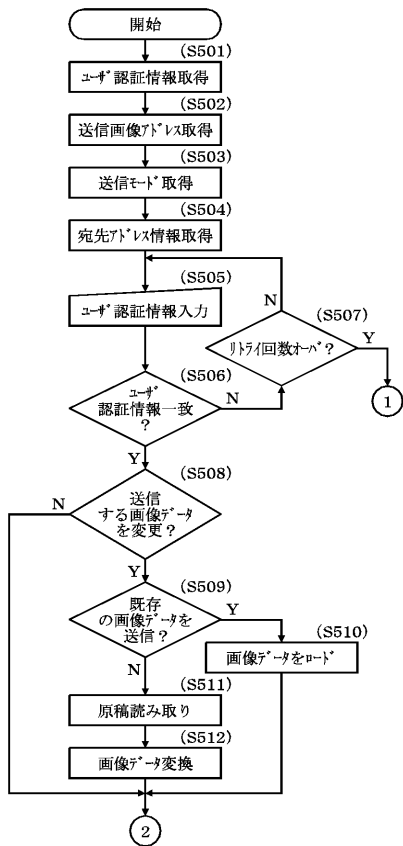 開始
(S501)
ﾕｰｻﾞ認証情報取得
(S502)
送信画像ｱﾄﾞﾚｽ取得
(S503)
送信ﾓｰﾄﾞ取得
(S504)
宛先ｱﾄﾞﾚｽ情報取得
(S505)
ﾕｰｻﾞ認証情報入力
N
(S507)
ﾘﾄﾗｲ回数ｵｰﾊﾞ?
Y
1
(S506)
ﾕｰｻﾞ
認証情報一致
?
N
Y
(S508)
送信
する画像ﾃﾞｰﾀ
を変更?
N
Y
(S509)
既存
の画像ﾃﾞｰﾀを
送信?
Y
(S510)
画像ﾃﾞｰﾀをﾛｰﾄﾞ
N
(S511)
原稿読み取り
(S512)
画像ﾃﾞｰﾀ変換
2